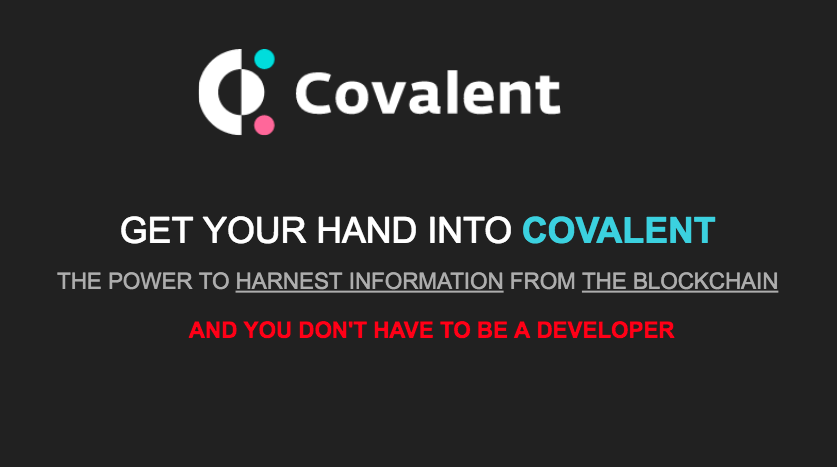 Covalent
GET YOUR HAND INTO COVALENT
THE POWER TO HARNEST INFORMATION FROM THE BLOCKCHAIN
AND YOU DON'T HAVE TO BE A DEVELOPER